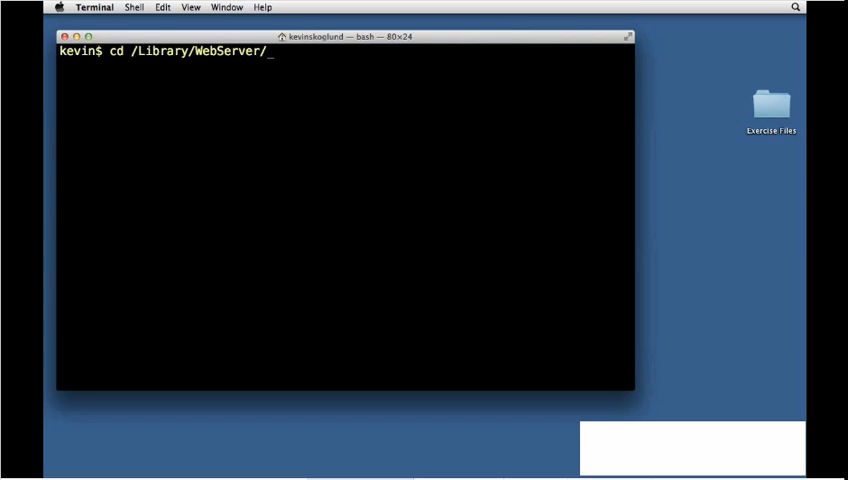 Terminal Shell Edit View Window Help
kevinskoglund — bash — 80×24
kevin$ cd /Library/WebServer/_
Exercise Files